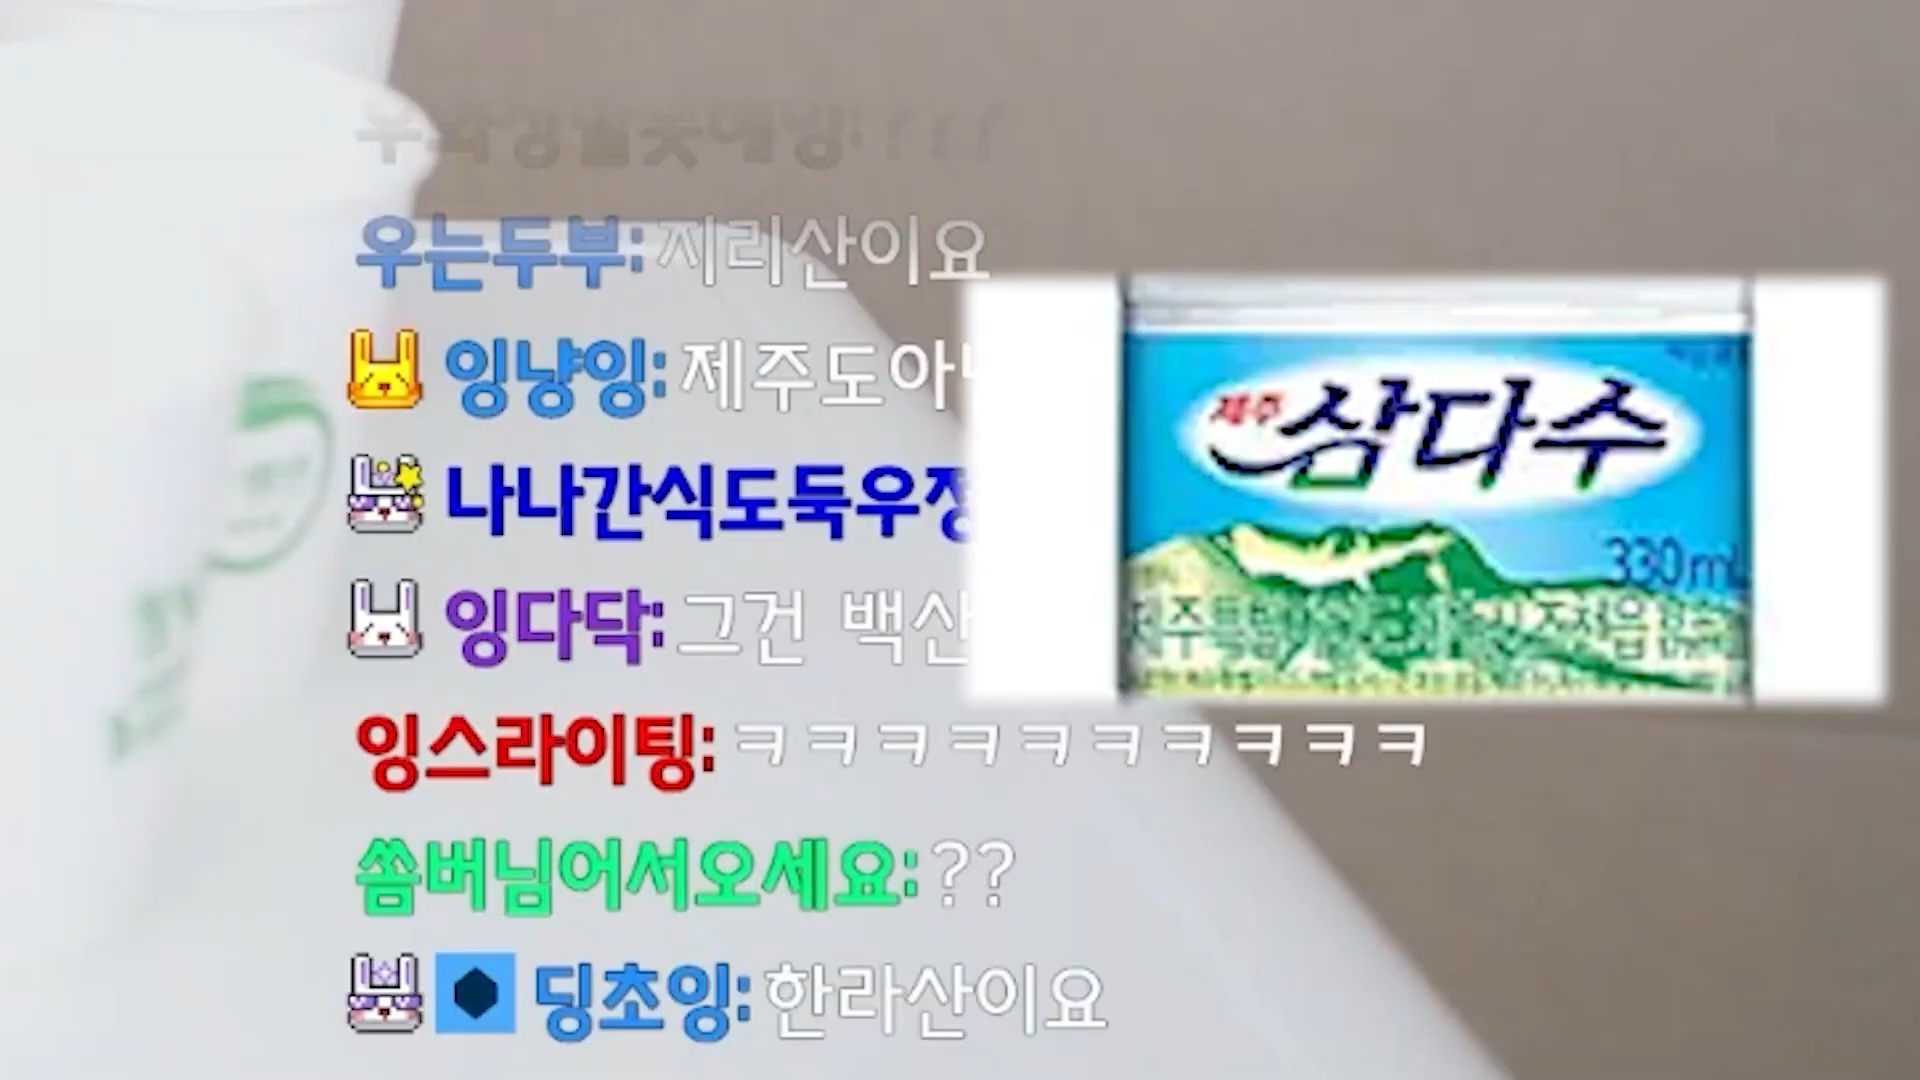 우는두부: 지리산이요
잉냥잉: 제주도아
나나간식도둑우정
잉다닥: 그건 백산
잉스라이팅: ㅋㅋㅋㅋㅋㅋㅋㅋㅋㅋ
쫌버님어서오세요: ??
딩초잉: 한라산이요
제주 삼다수
330mL